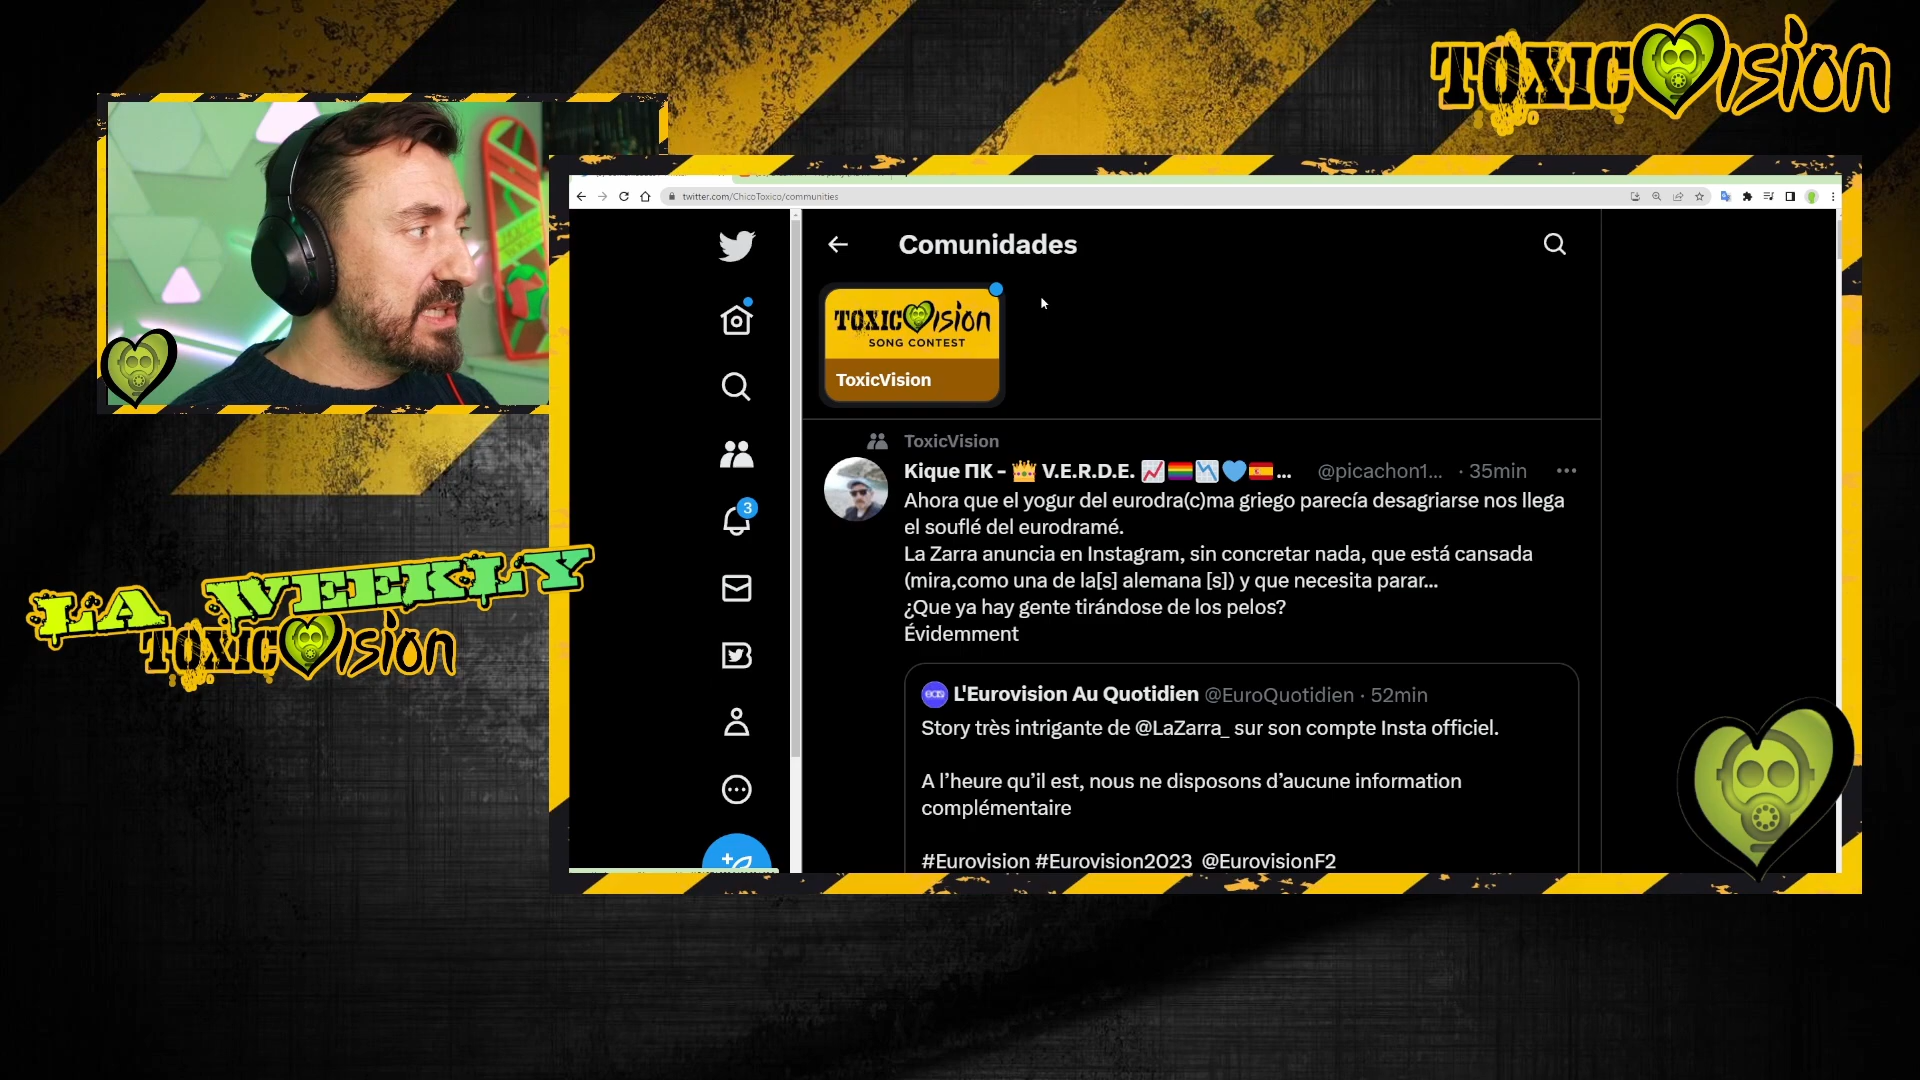 TOXICVISION
twitter.com/ChicoToxico/communities
Comunidades
TOXICVISION
SONG CONTEST
ToxicVision
ToxicVision
Kique ΠΚ - 👑 V.E.R.D.E. 📈🏳️‍🌈📉💙🇪🇸 ... @picachon1... · 35min
Ahora que el yogur del eurodra(c)ma griego parecía desagriarse nos llega
el souflé del eurodramé.
La Zarra anuncia en Instagram, sin concretar nada, que está cansada
(mira,como una de la[s] alemana [s]) y que necesita parar...
¿Que ya hay gente tirándose de los pelos?
Évidemment
3
L'Eurovision Au Quotidien @EuroQuotidien · 52min
Story très intrigante de @LaZarra_ sur son compte Insta officiel.
A l’heure qu’il est, nous ne disposons d’aucune information
complémentaire
#Eurovision #Eurovision2023 @EurovisionF2
LA WEEKLY
TOXICVISION